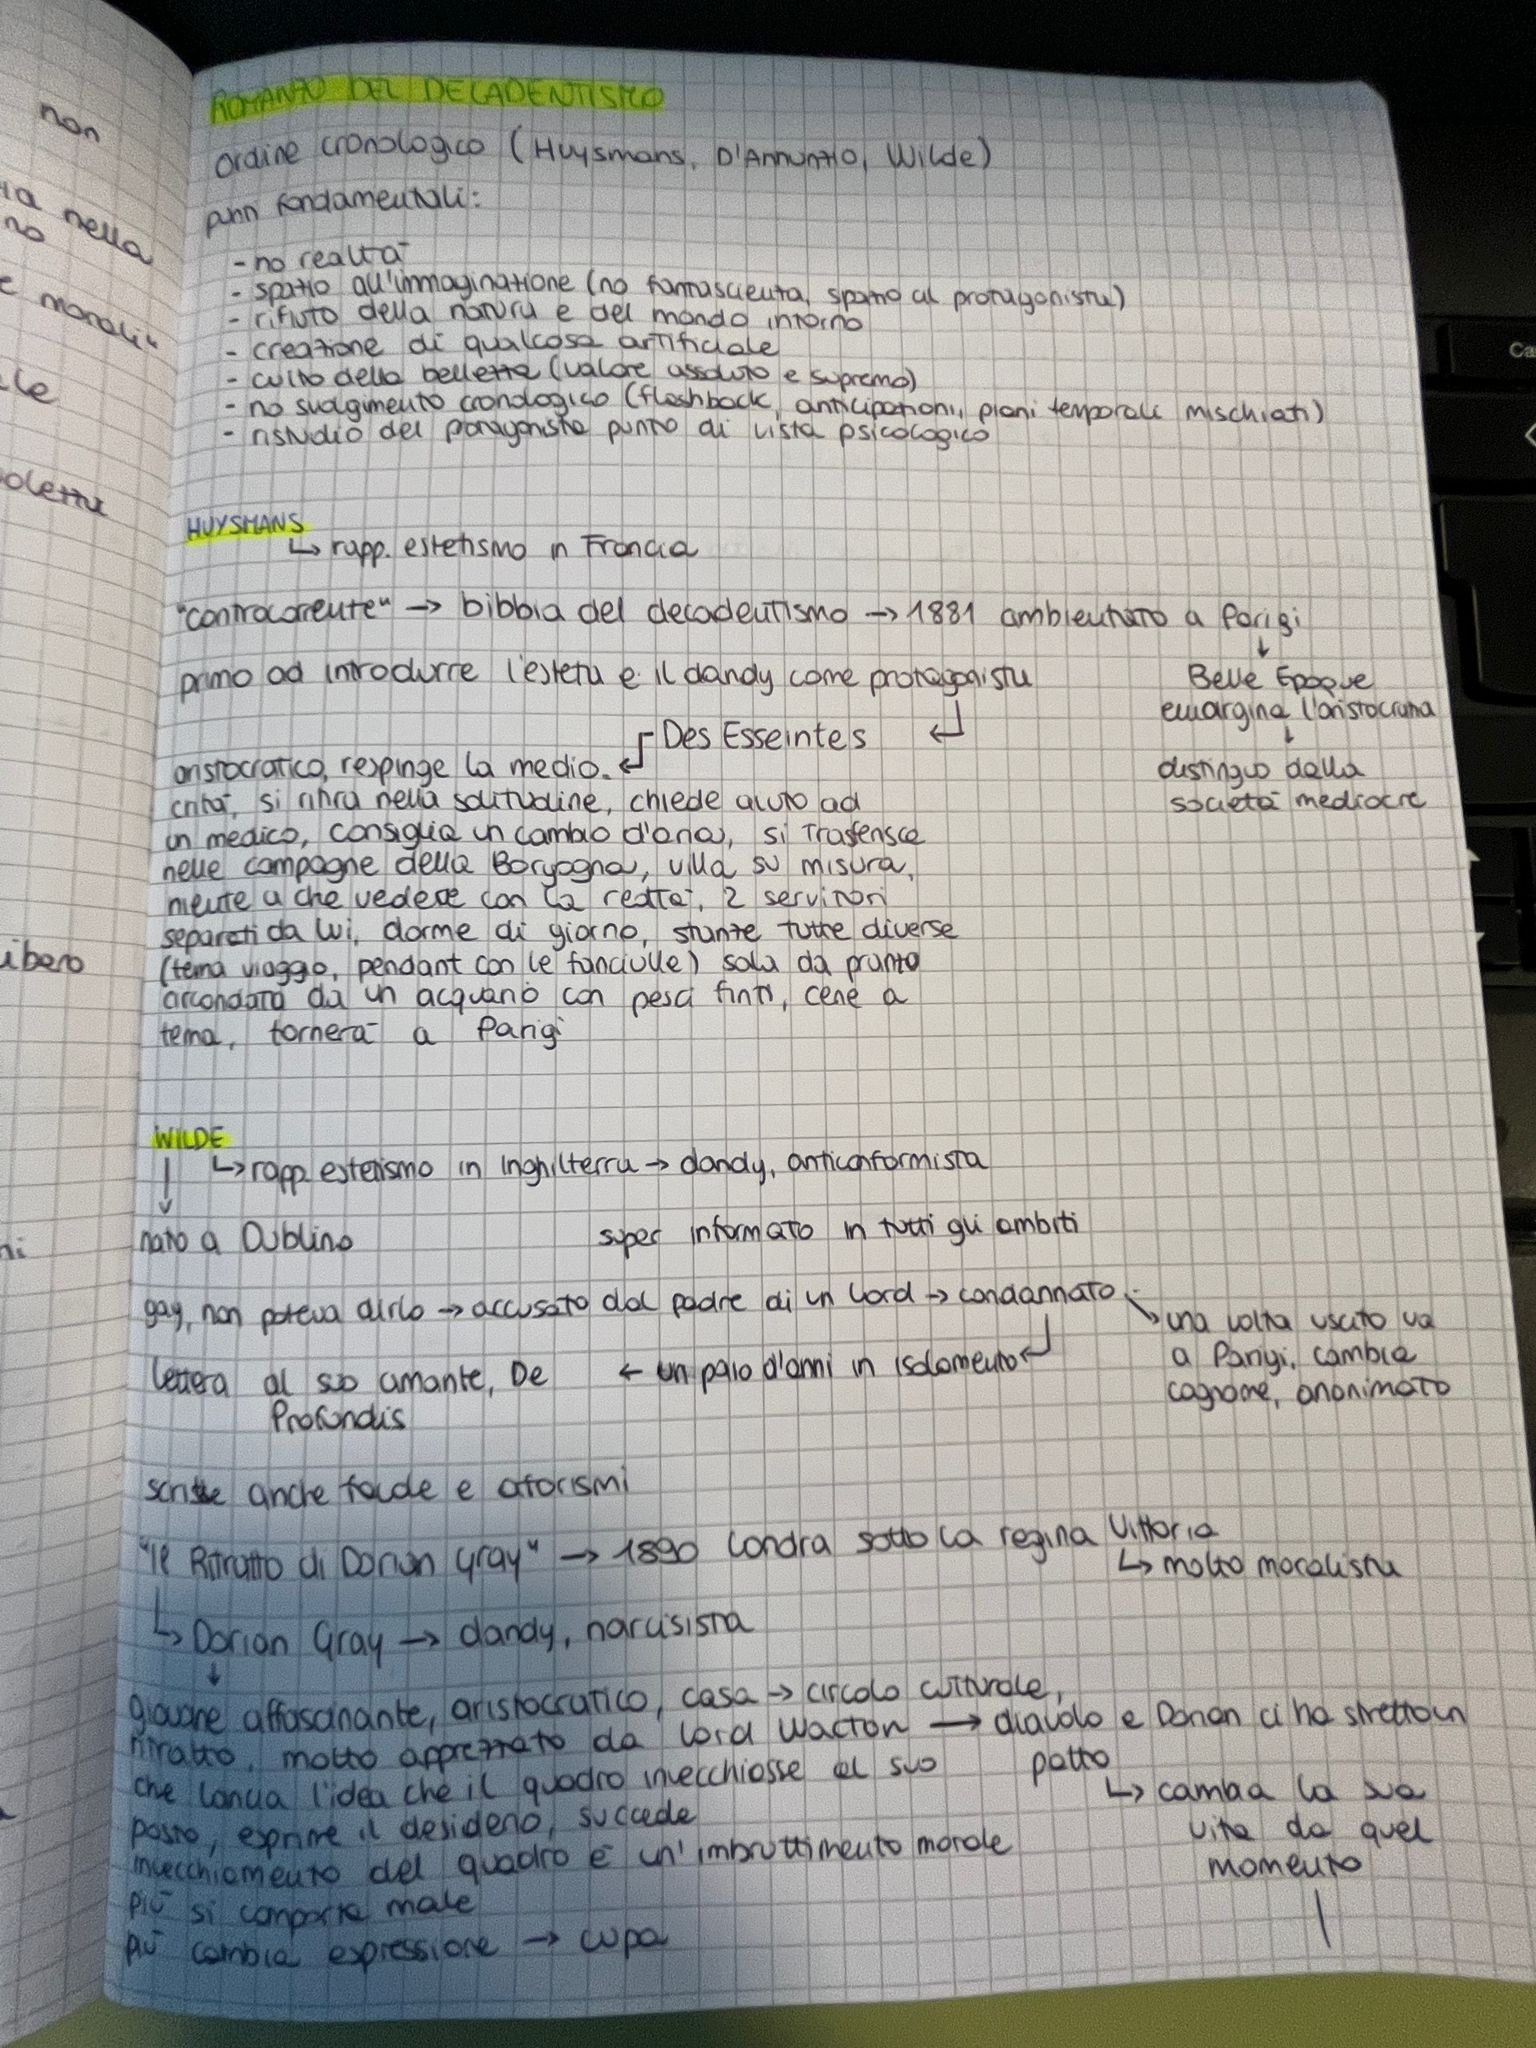 non
nella
no
e morali"
le
ibero
ni
ROMANZO DEL DECADENTISMO
ordine cronologico (Huysmans, D'Annunzio, Wilde)
punti fondamentali:
- no realtà
- spazio all'immaginazione (no fantascienza, spazio al protagonista)
- rifiuto della natura e del mondo intorno
- creazione di qualcosa artificiale
- culto della bellezza (valore assoluto e supremo)
- no svolgimento cronologico (flashback, anticipazioni, piani temporali mischiati)
- ristudio del protagonista punto di vista psicologico
HUYSMANS
↳ rapp. estetismo in Francia
"controcorrente" → bibbia del decadentismo → 1881 ambientato a Parigi
↓
primo ad introdurre l'esteta e il dandy come protagonista
Belle Epoque
emargina l'aristocrazia
↓
distinguo dalla
società mediocre
Des Esseintes
aristocratico, respinge la medio-
crità, si ritira nella solitudine, chiede aiuto ad
un medico, consiglia un cambio d'aria, si trasferisce
nelle campagne della Borgogna, villa su misura,
niente a che vedere con la realtà, 2 servitori
separati da lui, dorme di giorno, stanze tutte diverse
(tema viaggio, pendant con le fanciulle) sala da pranzo
circondata da un acquario con pesci finti, cene a
tema, tornerà a Parigi
WILDE
↳ rapp. estetismo in Inghilterra → dandy, anticonformista
↓
nato a Dublino super informato in tutti gli ambiti
gay, non poteva dirlo → accusato dal padre di un Lord → condannato
↘ una volta uscito va
a Parigi, cambia
cognome, anonimato
lettera al suo amante, De ← un paio d'anni in isolamento ↵
Profondis
scrisse anche favole e aforismi
"Il Ritratto di Dorian Gray" → 1890 Londra sotto la regina Vittoria
↳ molto moralista
↳ Dorian Gray → dandy, narcisista
↓
giovane affascinante, aristocratico, casa → circolo culturale,
ritratto, molto apprezzato da Lord Wacton → diavolo e Dorian ci ha stretto un
patto
che lancia l'idea che il quadro invecchiasse al suo
posto, esprime il desiderio, succede
↳ cambia la sua
vita da quel
momento
invecchiamento del quadro è un'imbruttimento morale
più si comporta male
più cambia espressione → cupa